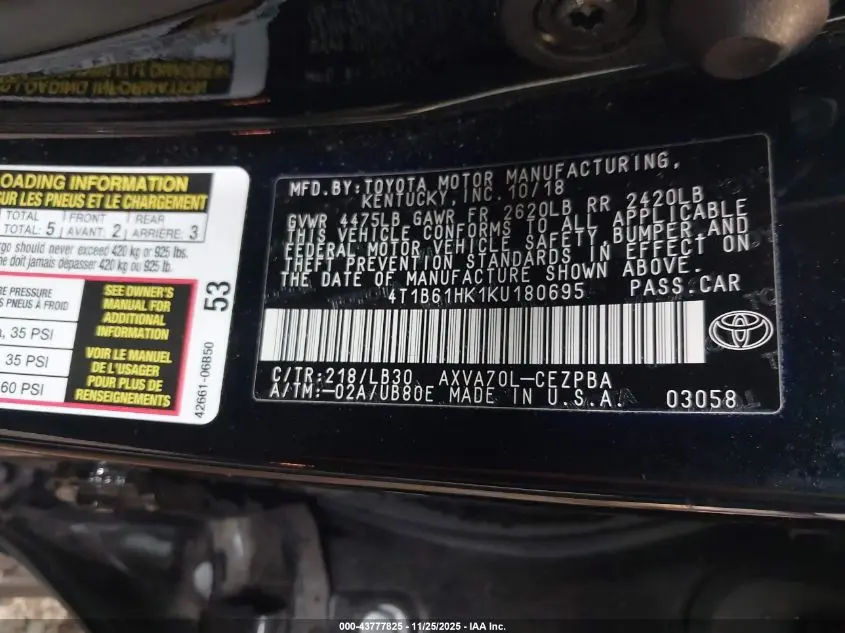 OADING INFORMATION
SUR LES PNEUS ET LE CHARGEMENT
TOTAL FRONT REAR
TOTAL: 5 AVANT: 2 ARRIÈRE: 3
rgo should never exceed 420 kg or 925 lbs.
ne doit jamais dépasser 420 kg ou 925 lb.
RE PRESSURE
PNEUS À FROID
, 35 PSI
35 PSI
60 PSI
SEE OWNER'S
MANUAL FOR
ADDITIONAL
INFORMATION
VOIR LE MANUEL
DE L'USAGER
POUR PLUS DE
RENSEIGNEMENTS
53
42661-06B50
MFD.BY:TOYOTA MOTOR MANUFACTURING,
KENTUCKY, INC. 10/18
GVWR 4475LB GAWR FR 2620LB RR 2420LB
THIS VEHICLE CONFORMS TO ALL APPLICABLE
FEDERAL MOTOR VEHICLE SAFETY,BUMPER,AND
THEFT PREVENTION STANDARDS IN EFFECT ON
THE DATE OF MANUFACTURE SHOWN ABOVE.
4T1B61HK1KU180695 PASS.CAR
C/TR:218/LB30 AXVA70L-CEZPBA
A/TM:-02A/UB80E MADE IN U.S.A. 03058
000-43777825 - 11/25/2025 - IAA Inc.